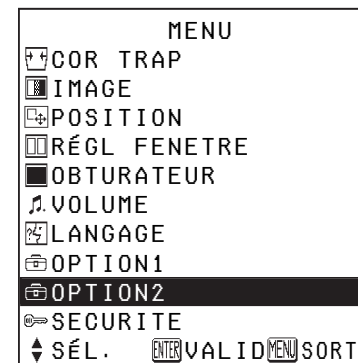 MENU
COR TRAP
IMAGE
POSITION
RÉGL FENETRE
OBTURATEUR
VOLUME
LANGAGE
OPTION1
OPTION2
SECURITE
SÉL. ENTER VALID MENU SORT